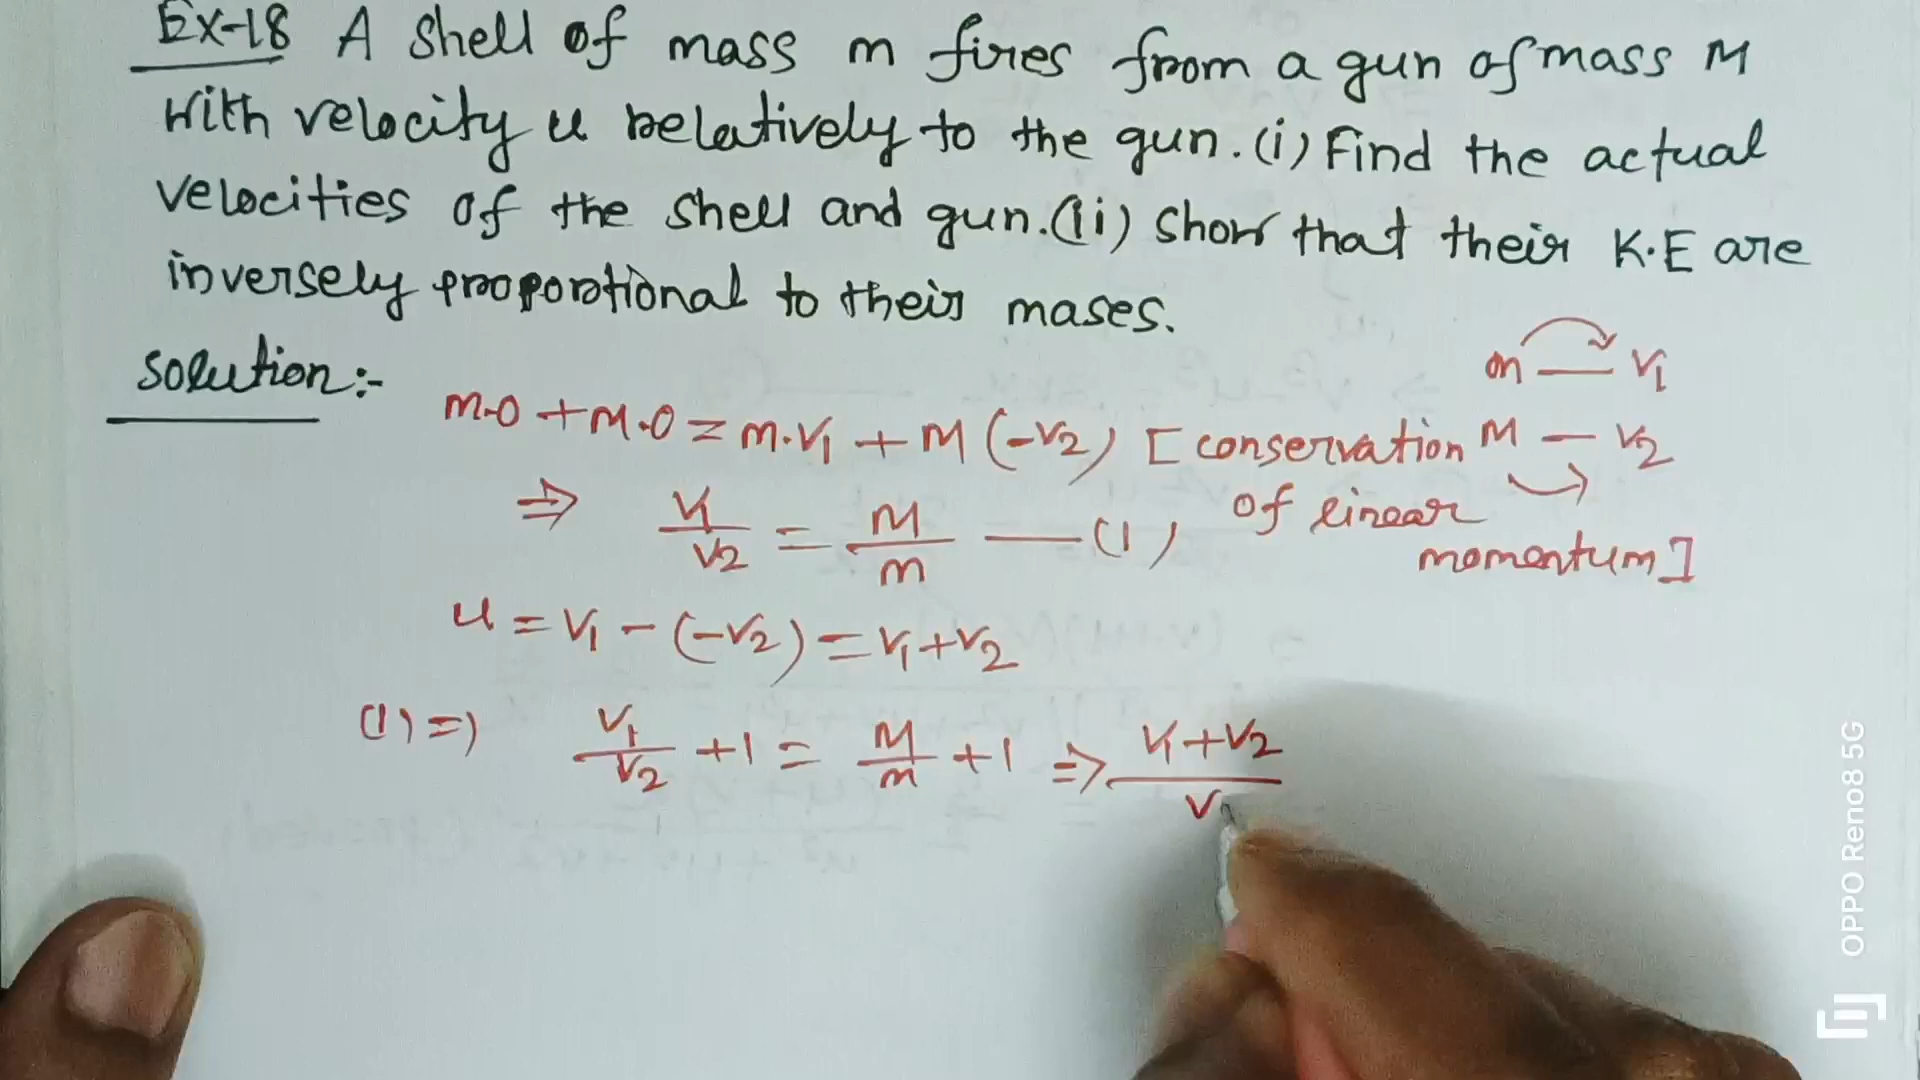 Ex-18 A shell of mass m fires from a gun of mass M
with velocity u relatively to the gun. (i) Find the actual
velocities of the shell and gun. (ii) Show that their K.E are
inversely proportional to their mases.
solution:-
m — v₁
m.0 + M.0 = m.v₁ + M (-v₂) [conservation
M — v₂
⇒ v₁/v₂ = M/m — (1)
of linear
momentum]
u = v₁ - (-v₂) = v₁+v₂
(1) ⇒ v₁/v₂ + 1 = M/m + 1 ⇒ v₁+v₂/v
OPPO Reno8 5G